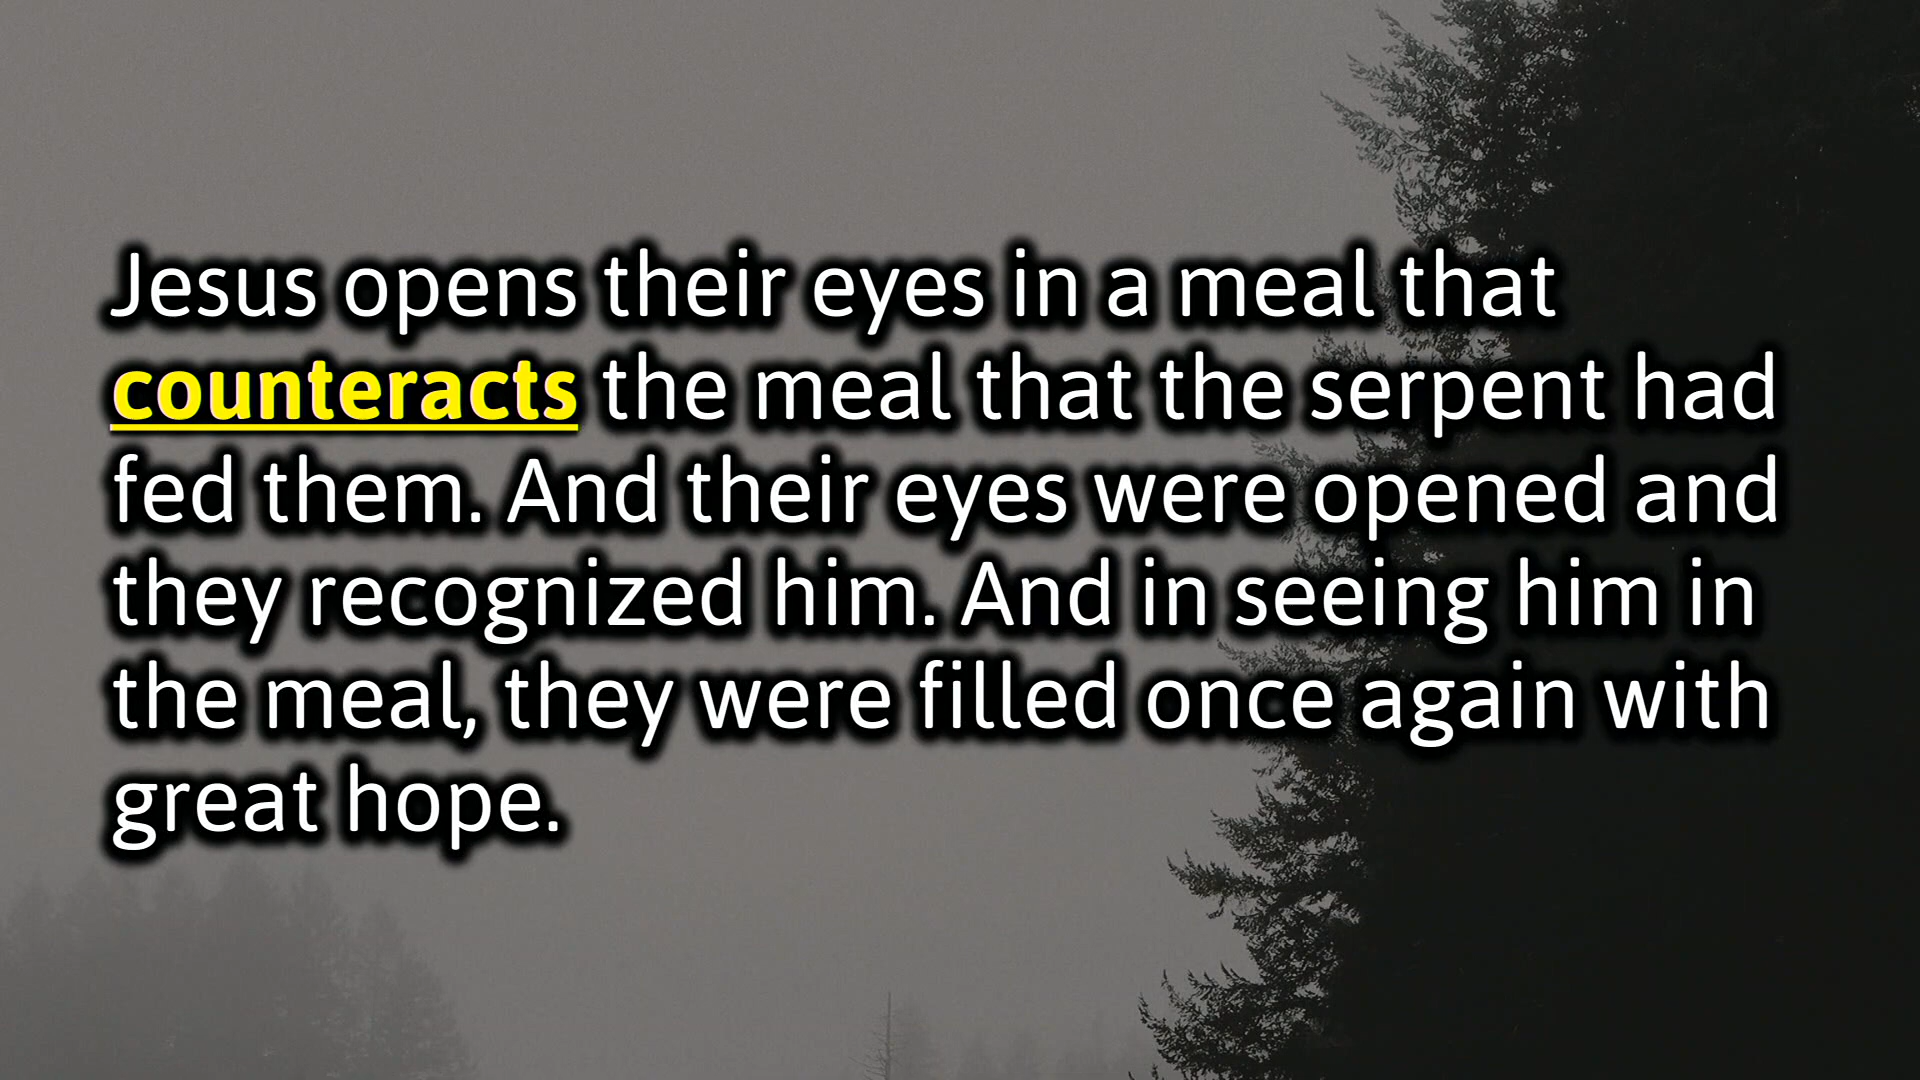 Jesus opens their eyes in a meal that
counteracts the meal that the serpent had
fed them. And their eyes were opened and
they recognized him. And in seeing him in
the meal, they were filled once again with
great hope.